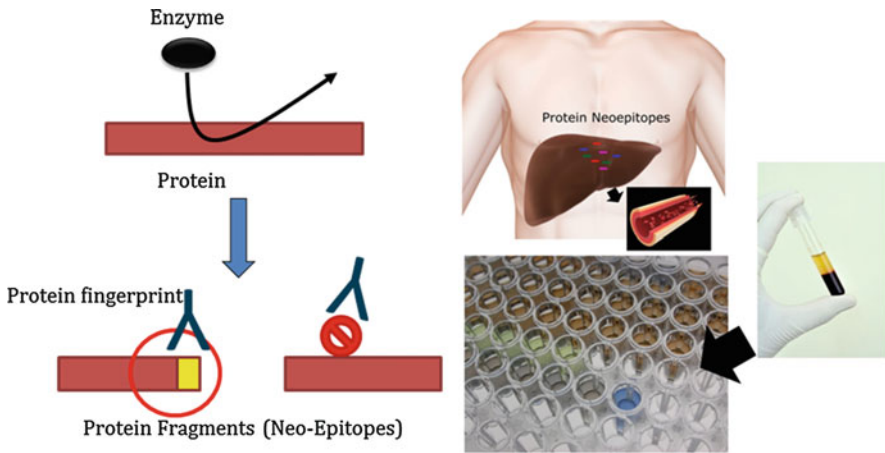 Enzyme
Protein
Protein fingerprint
Protein Fragments (Neo-Epitopes)
Protein Neoepitopes